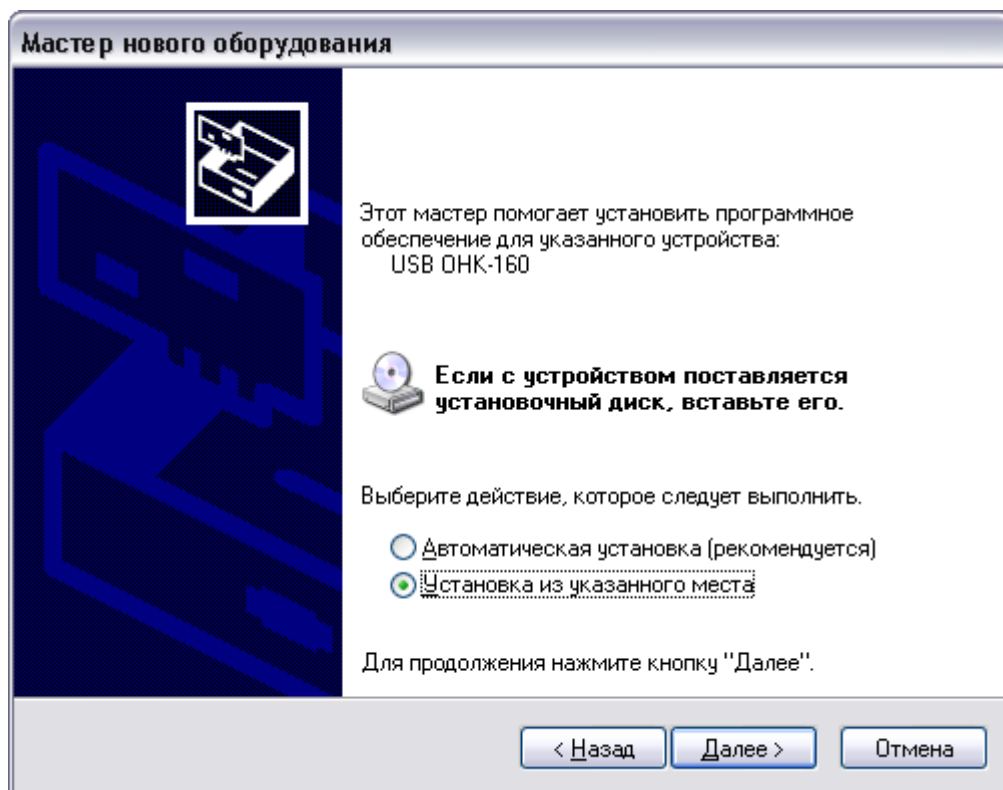 Мастер нового оборудования
Этот мастер помогает установить программное
обеспечение для указанного устройства:
USB OHK-160
Если с устройством поставляется
установочный диск, вставьте его.
Выберите действие, которое следует выполнить.
Автоматическая установка (рекомендуется)
Установка из указанного места
Для продолжения нажмите кнопку "Далее".
< Назад
Далее >
Отмена